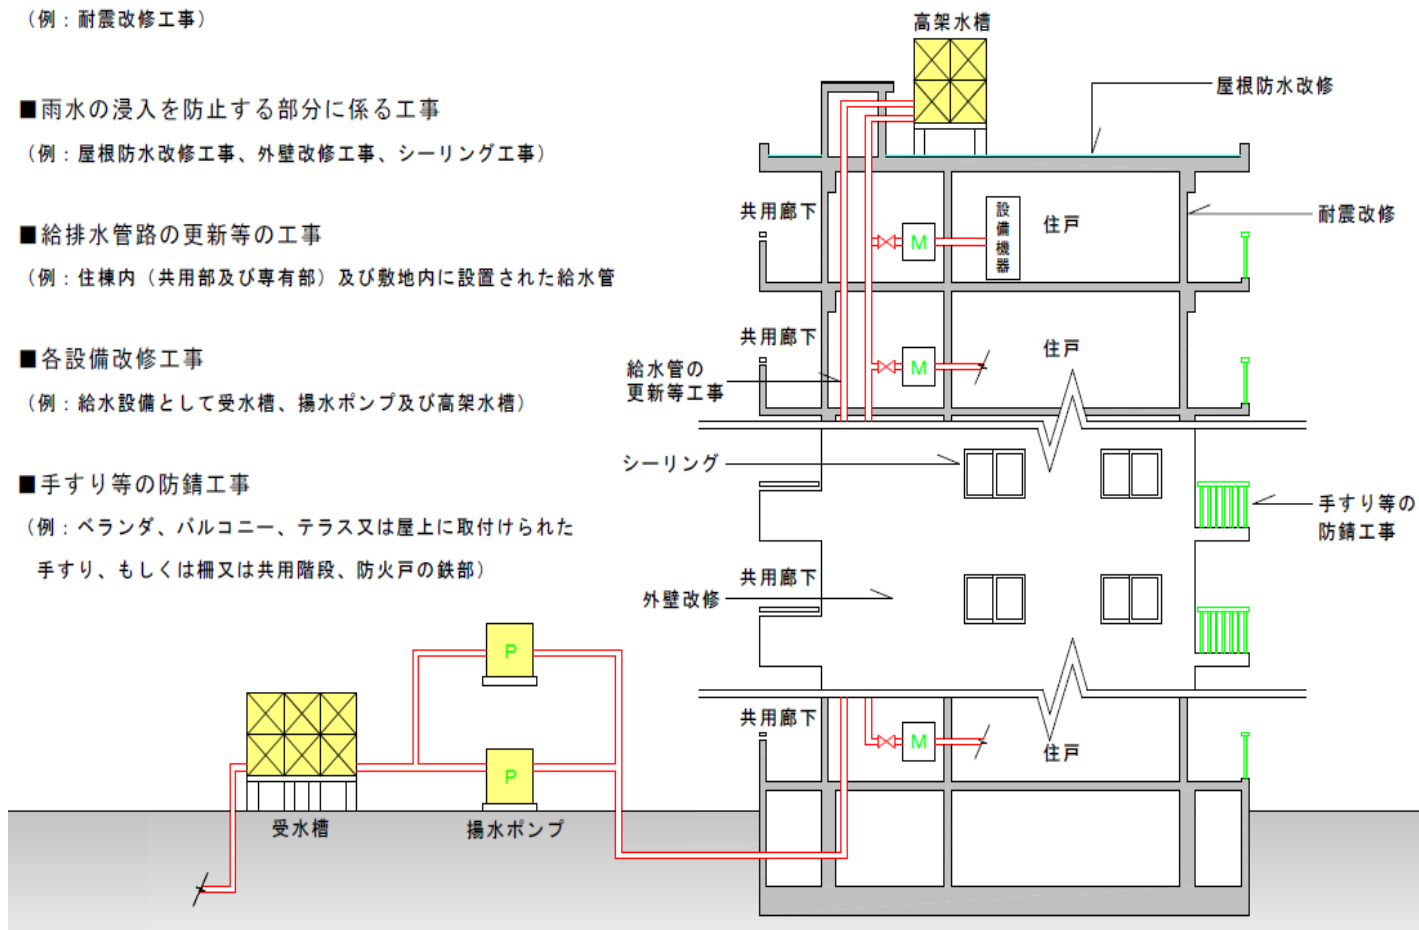 （例：耐震改修工事）
■雨水の浸入を防止する部分に係る工事
（例：屋根防水改修工事、外壁改修工事、シーリング工事）
■給排水管路の更新等の工事
（例：住棟内（共用部及び専有部）及び敷地内に設置された給水管
■各設備改修工事
（例：給水設備として受水槽、揚水ポンプ及び高架水槽）
■手すり等の防錆工事
（例：ベランダ、バルコニー、テラス又は屋上に取付けられた
手すり、もしくは柵又は共用階段、防火戸の鉄部）
高架水槽
屋根防水改修
共用廊下
M
設備機器
住戸
耐震改修
共用廊下
M
住戸
給水管の
更新等工事
シーリング
手すり等の
防錆工事
共用廊下
外壁改修
P
共用廊下
M
住戸
P
受水槽
揚水ポンプ